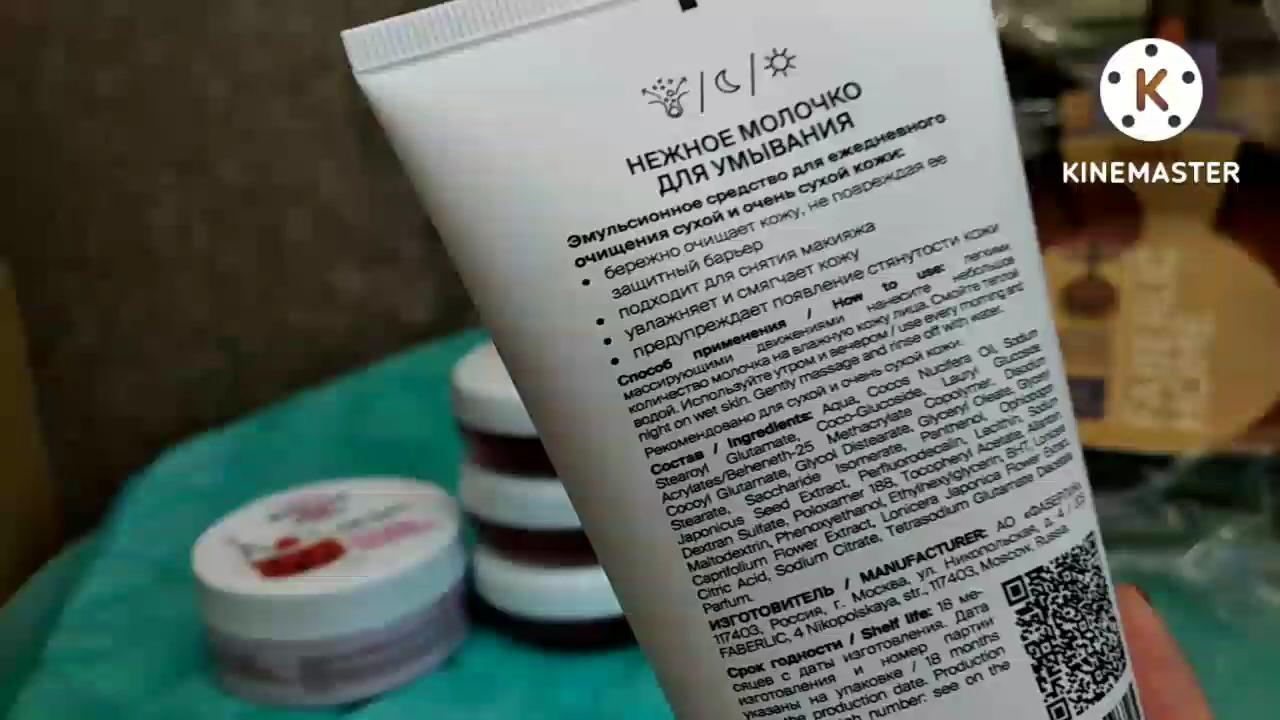 KINEMASTER
НЕЖНОЕ МОЛОЧКО
ДЛЯ УМЫВАНИЯ
Эмульсионное средство для ежедневного
очищения сухой и очень сухой кожи:
• бережно очищает кожу, не повреждая ее
защитный барьер
• подходит для снятия макияжа
• увлажняет и смягчает кожу
• предупреждает появление стянутости кожи
Способ применения / How to use: легкими
массирующими движениями нанесите небольшое
количество молочка на влажную кожу лица. Смойте теплой
водой. Используйте утром и вечером / use every morning and
night on wet skin. Gently massage and rinse off with water.
Рекомендовано для сухой и очень сухой кожи.
Состав / Ingredients: Aqua, Cocos Nucifera Oil, Sodium
Stearoyl Glutamate, Coco-Glucoside, Lauryl Glucoside,
Acrylates/Beheneth-25 Methacrylate Copolymer, Disodium
Cocoyl Glutamate, Glycol Distearate, Glyceryl Oleate, Glyceryl
Stearate, Saccharide Isomerate, Panthenol, Ophiopogon
Japonicus Seed Extract, Perfluorodecalin, Lecithin, Sodium
Dextran Sulfate, Poloxamer 188, Tocopheryl Acetate, Allantoin,
Maltodextrin, Phenoxyethanol, Ethylhexylglycerin, BHT, Lonicera
Caprifolium Flower Extract, Lonicera Japonica Flower Extract,
Citric Acid, Sodium Citrate, Tetrasodium Glutamate Diacetate,
Parfum.
ИЗГОТОВИТЕЛЬ / MANUFACTURER: АО «ФАБЕРЛИК»
117403, Россия, г. Москва, ул. Никопольская, д. 4 / JSC
FABERLIC, 4 Nikopolskaya, str., 117403, Moscow, Russia
Срок годности / Shelf life: 18 ме-
сяцев с даты изготовления. Дата
изготовления и номер партии
указаны на упаковке / 18 months
the production date. Production
number: see on the